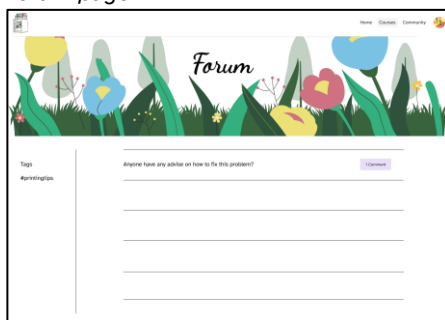 Home Courses Community
Forum
Tags
Anyone have any advise on how to fix this problem?
1 Comment
#printingtips